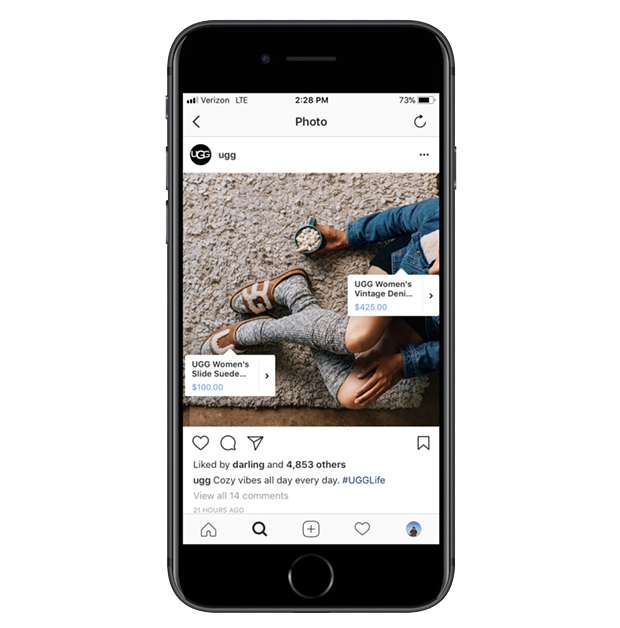 Verizon LTE 2:28 PM 73%
Photo
UGG ugg
UGG Women's
Vintage Deni...
$425.00
UGG Women's
Slide Suede...
$100.00
Liked by darling and 4,853 others
ugg Cozy vibes all day every day. #UGGLife
View all 14 comments
21 HOURS AGO